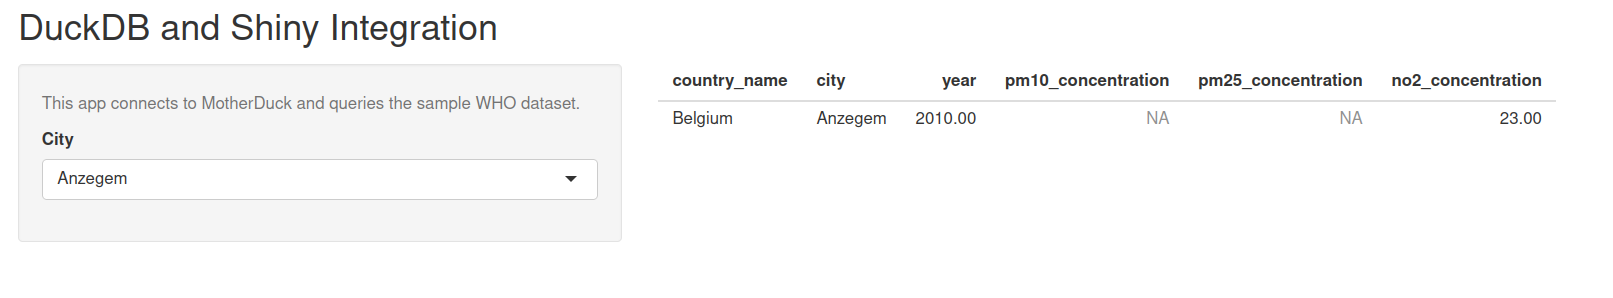 DuckDB and Shiny Integration
This app connects to MotherDuck and queries the sample WHO dataset.
City
Anzegem
country_name city year pm10_concentration pm25_concentration no2_concentration
Belgium Anzegem 2010.00 NA NA 23.00